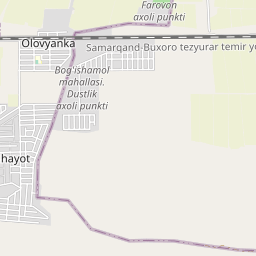 Farovon
axoli punkti
Olovyanka
Samarqand-Buxoro tezyurar temir yo
Bog'ishamol
mahallasi.
Dustlik
axoli punkti
hayot